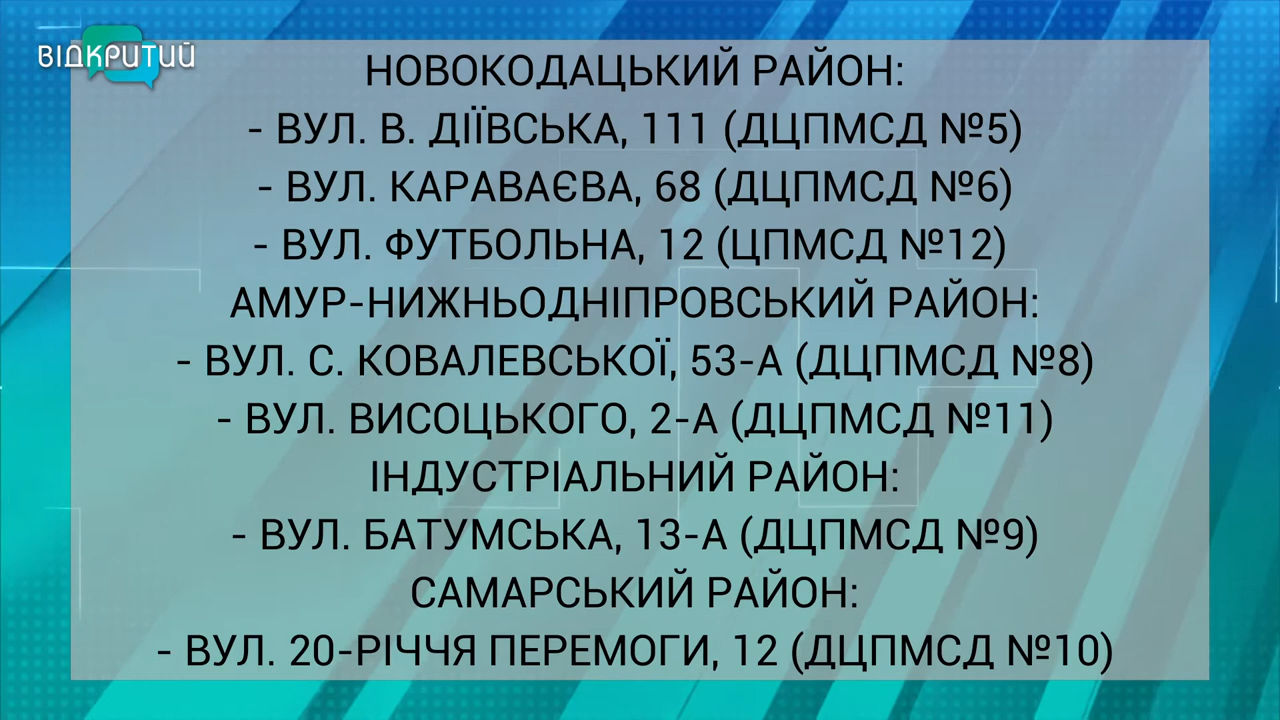 ВІДКРИТИЙ
НОВОКОДАЦЬКИЙ РАЙОН:
- ВУЛ. В. ДІЇВСЬКА, 111 (ДЦПМСД №5)
- ВУЛ. КАРАВАЄВА, 68 (ДЦПМСД №6)
- ВУЛ. ФУТБОЛЬНА, 12 (ЦПМСД №12)
АМУР-НИЖНЬОДНІПРОВСЬКИЙ РАЙОН:
- ВУЛ. С. КОВАЛЕВСЬКОЇ, 53-А (ДЦПМСД №8)
- ВУЛ. ВИСОЦЬКОГО, 2-А (ДЦПМСД №11)
ІНДУСТРІАЛЬНИЙ РАЙОН:
- ВУЛ. БАТУМСЬКА, 13-А (ДЦПМСД №9)
САМАРСЬКИЙ РАЙОН:
- ВУЛ. 20-РІЧЧЯ ПЕРЕМОГИ, 12 (ДЦПМСД №10)